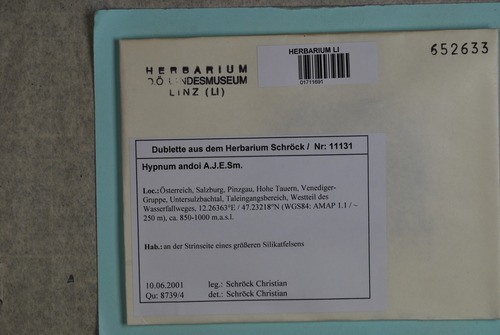 HERBARIUM
O.Ö. LANDESMUSEUM
LINZ (LI)
HERBARIUM LI
01711691
652633
Dublette aus dem Herbarium Schröck / Nr: 11131
Hypnum andoi A.J.E.Sm.
Loc.:Österreich, Salzburg, Pinzgau, Hohe Tauern, Venediger-
Gruppe, Untersulzbachtal, Taleingangsbereich, Westteil des
Wasserfallweges, 12.26363°E / 47.23218°N (WGS84: AMAP 1.1 / ~
250 m), ca. 850-1000 m.a.s.l.
Hab.:an der Strinseite eines größeren Silikatfelsens
10.06.2001 leg.: Schröck Christian
Qu: 8739/4 det.: Schröck Christian